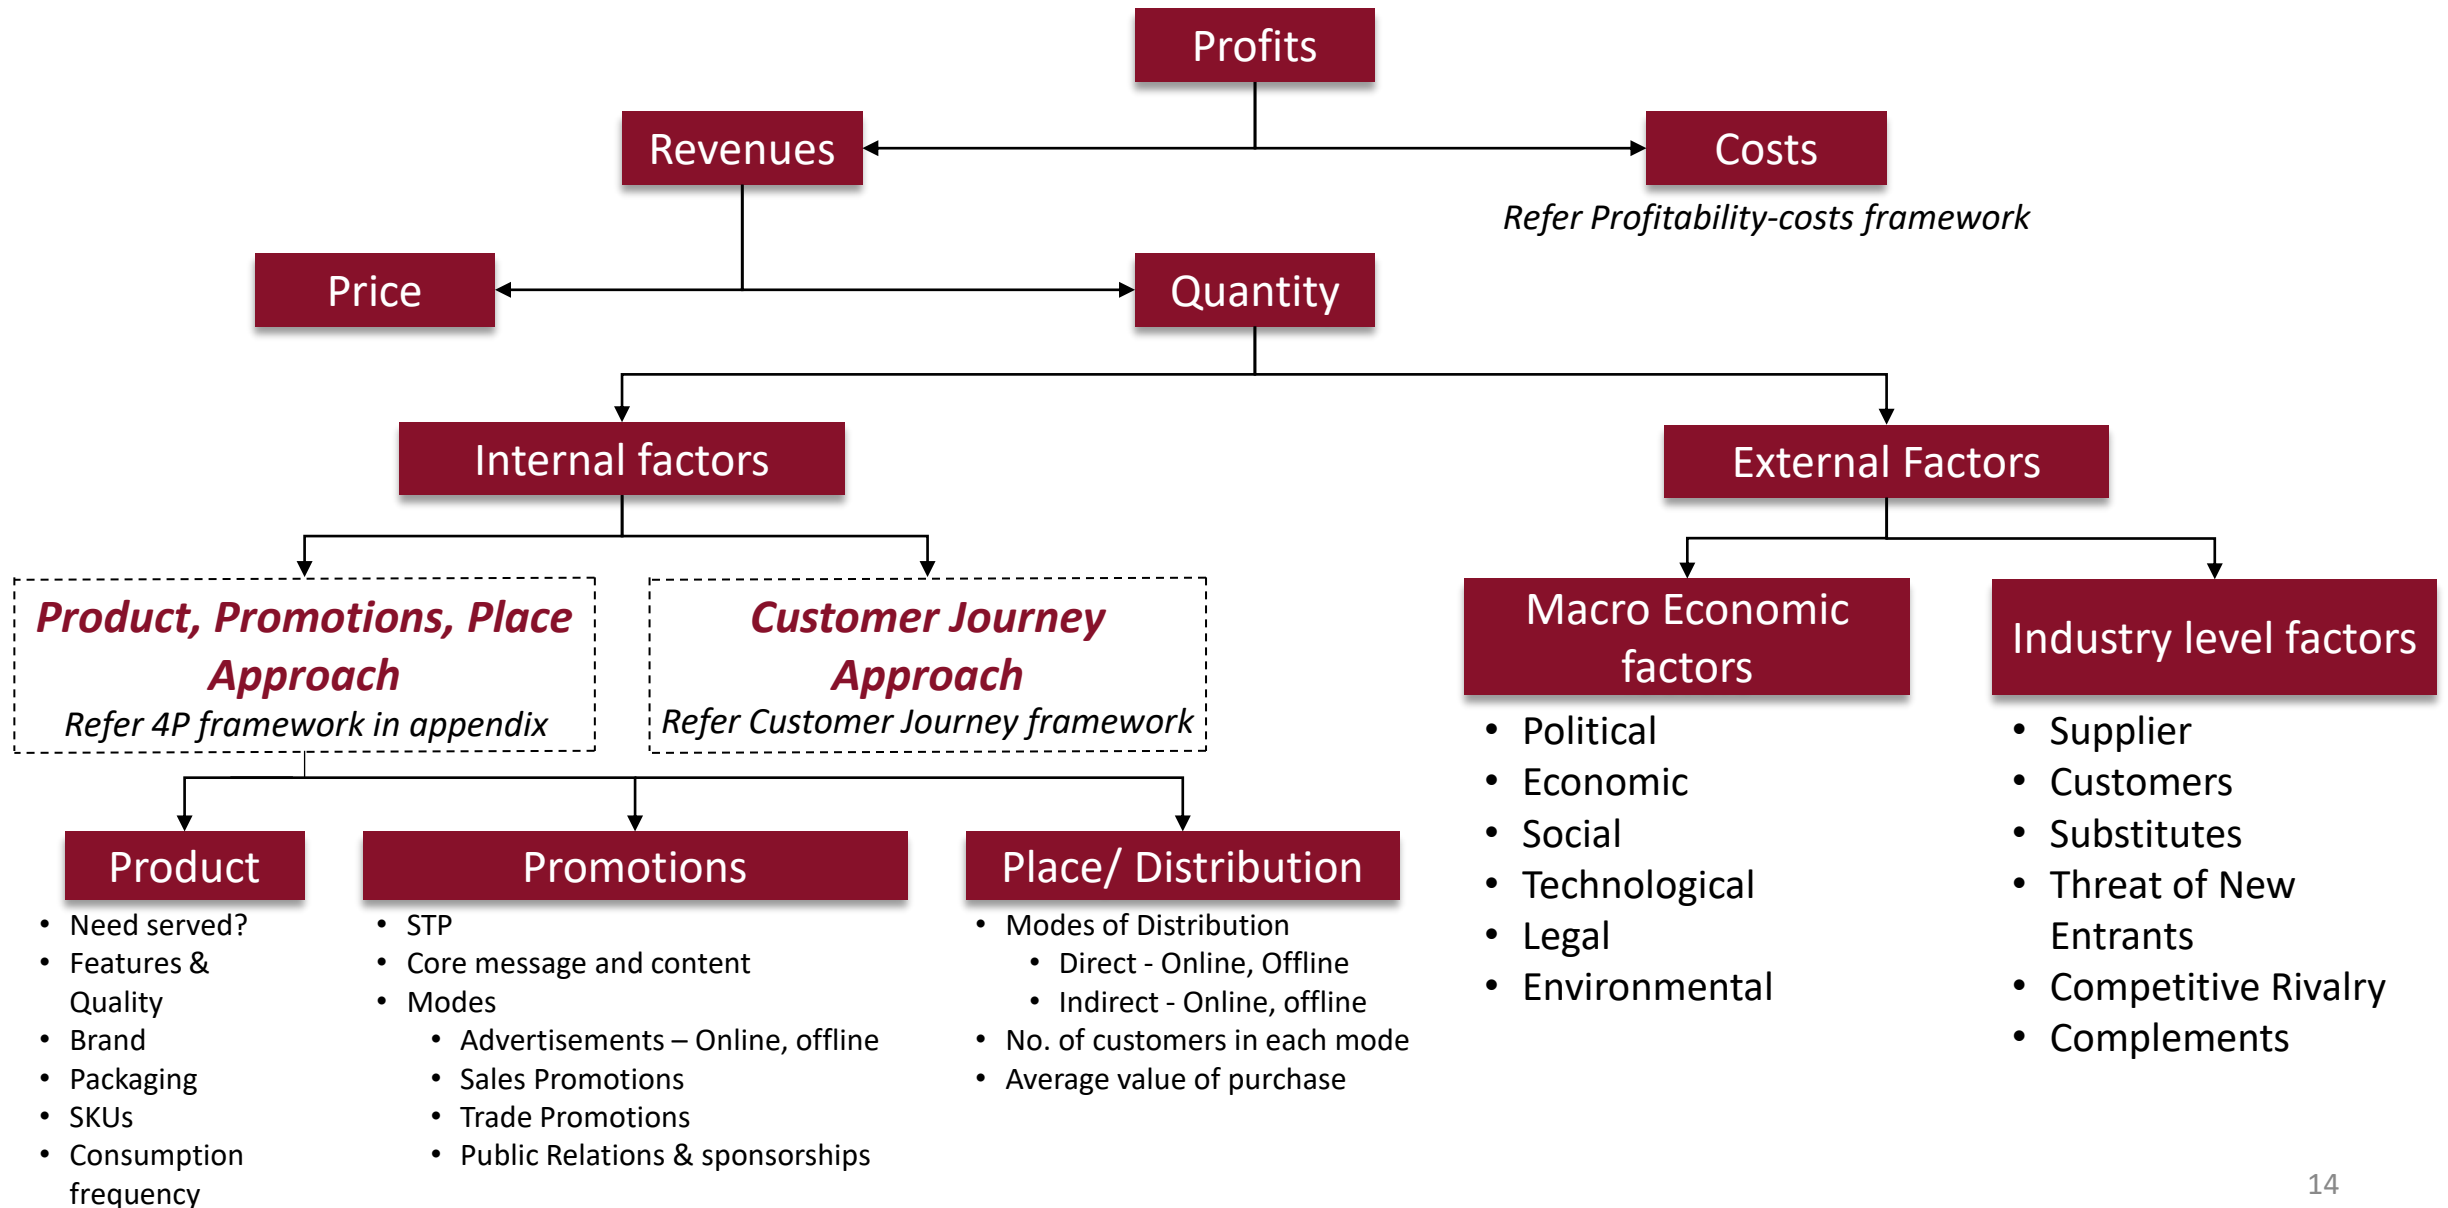 Profits
Revenues
Costs
Refer Profitability-costs framework
Price
Quantity
Internal factors
External Factors
Product, Promotions, Place
Approach
Refer 4P framework in appendix
Customer Journey
Approach
Refer Customer Journey framework
Macro Economic
factors
• Political
• Economic
• Social
• Technological
• Legal
• Environmental
Industry level factors
• Supplier
• Customers
• Substitutes
• Threat of New
Entrants
• Competitive Rivalry
• Complements
Product
• Need served?
• Features &
Quality
• Brand
• Packaging
• SKUs
• Consumption
frequency
Promotions
• STP
• Core message and content
• Modes
• Advertisements – Online, offline
• Sales Promotions
• Trade Promotions
• Public Relations & sponsorships
Place/ Distribution
• Modes of Distribution
• Direct - Online, Offline
• Indirect - Online, offline
• No. of customers in each mode
• Average value of purchase
14